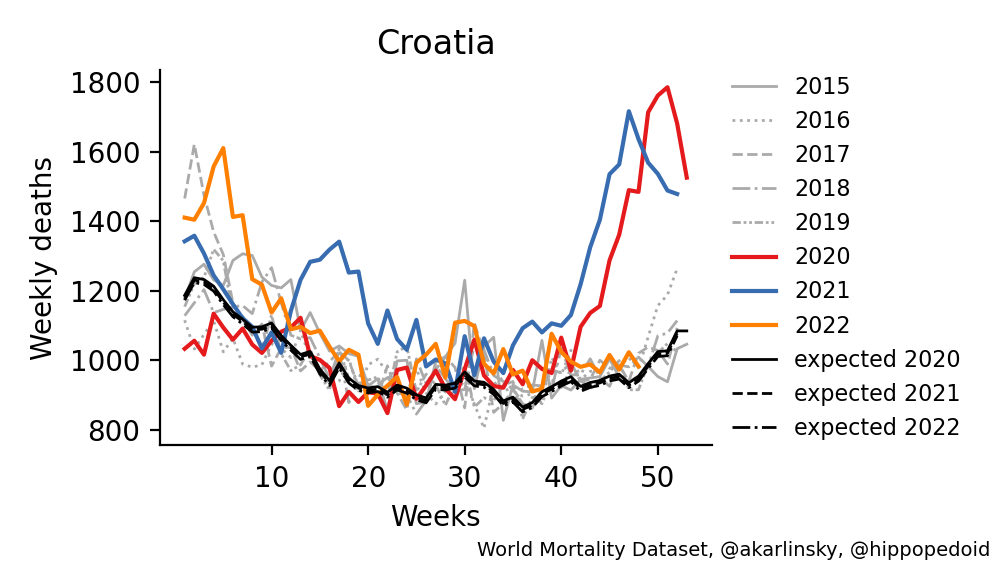 Croatia
Weekly deaths
1800
1600
1400
1200
1000
800
10 20 30 40 50
Weeks
2015
2016
2017
2018
2019
2020
2021
2022
expected 2020
expected 2021
expected 2022
World Mortality Dataset, @akarlinsky, @hippopedoid